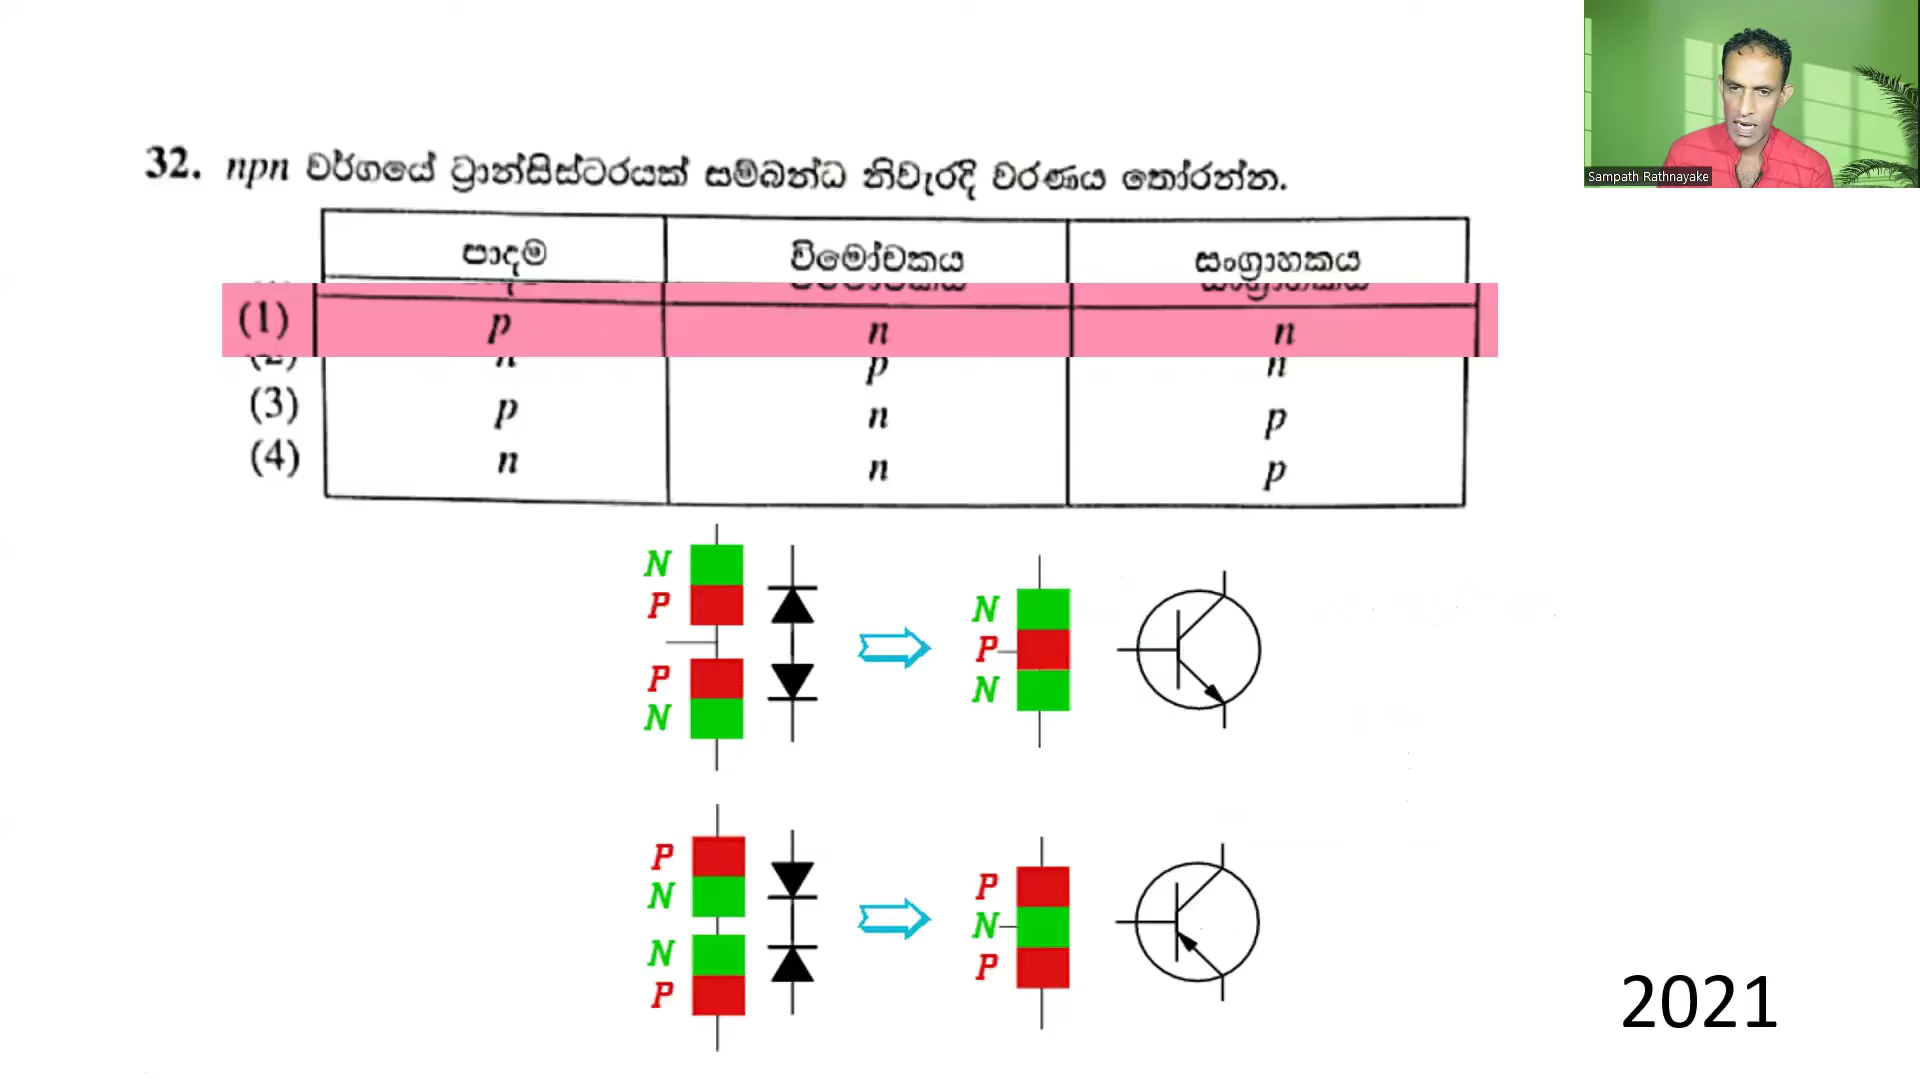 Sampath Rathnayake
32. npn වර්ගයේ ට්‍රාන්සිස්ටරයක් සම්බන්ධ නිවැරදි වරණය තෝරන්න.
පාදම විමෝචකය සංග්‍රාහකය
(1) p n n
(2) n p n
(3) p n p
(4) n n p
N
P
P
N
N
P
N
P
N
N
P
P
N
P
2021